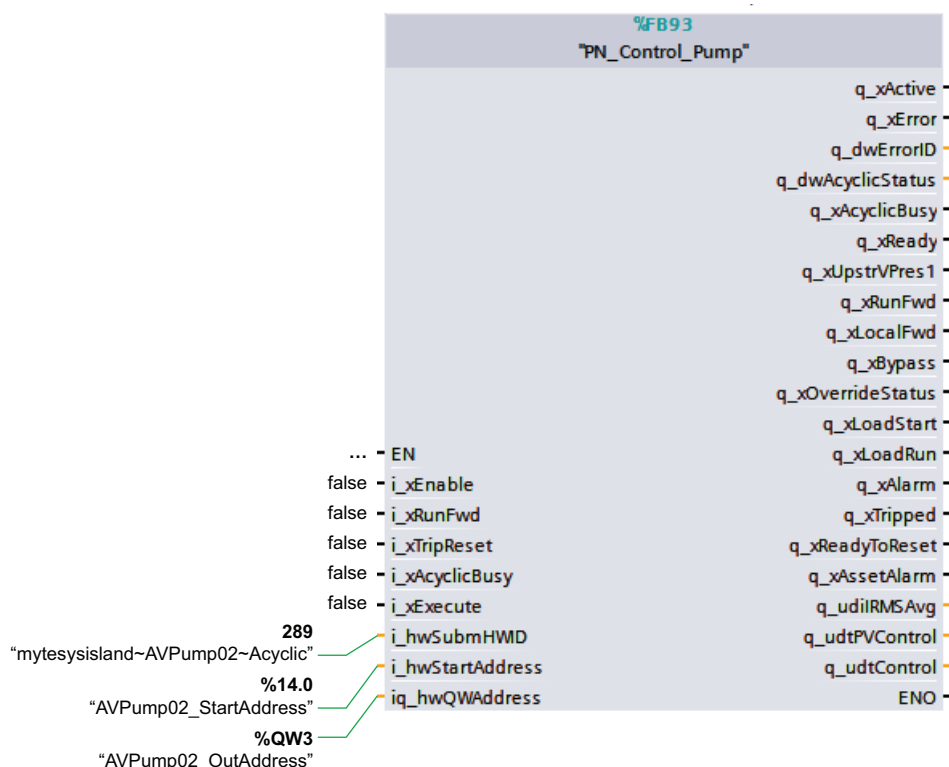 %FB93
"PN_Control_Pump"
q_xActive
q_xError
q_dwErrorID
q_dwAcyclicStatus
q_xAcyclicBusy
q_xReady
q_xUpstrVPres1
q_xRunFwd
q_xLocalFwd
q_xBypass
q_xOverrideStatus
q_xLoadStart
... EN q_xLoadRun
false i_xEnable q_xAlarm
false i_xRunFwd q_xTripped
false i_xTripReset q_xReadyToReset
false i_xAcyclicBusy q_xAssetAlarm
false i_xExecute q_udiIRMSAvg
289
"mytesysisland~AVPump02~Acyclic" i_hwSubmHWID q_udtPVControl
i_hwStartAddress q_udtControl
%14.0
"AVPump02_StartAddress"
iq_hwQWAddress ENO
%QW3
"AVPump02_OutAddress"